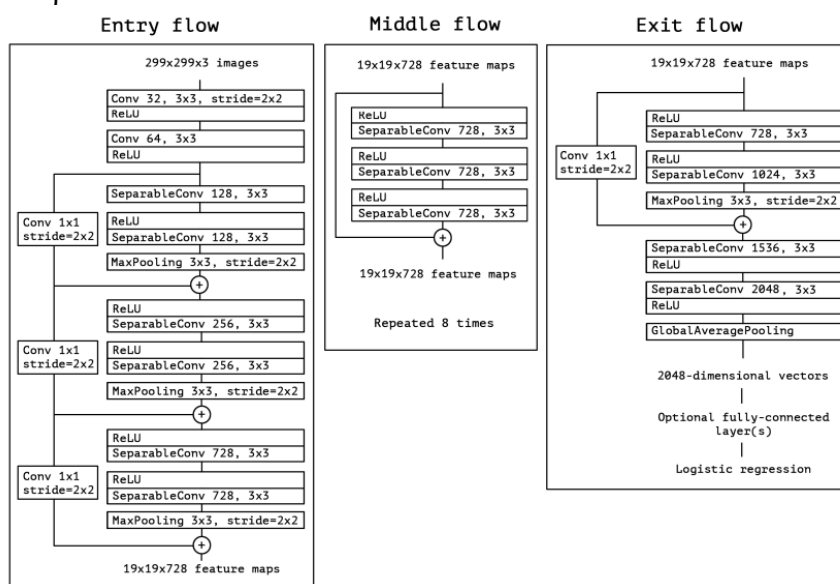 Entry flow
299x299x3 images
Conv 32, 3x3, stride=2x2
ReLU
Conv 64, 3x3
ReLU
SeparableConv 128, 3x3
Conv 1x1
stride=2x2
ReLU
SeparableConv 128, 3x3
MaxPooling 3x3, stride=2x2
+
ReLU
SeparableConv 256, 3x3
Conv 1x1
stride=2x2
ReLU
SeparableConv 256, 3x3
MaxPooling 3x3, stride=2x2
+
ReLU
SeparableConv 728, 3x3
Conv 1x1
stride=2x2
ReLU
SeparableConv 728, 3x3
MaxPooling 3x3, stride=2x2
+
19x19x728 feature maps
Middle flow
19x19x728 feature maps
ReLU
SeparableConv 728, 3x3
ReLU
SeparableConv 728, 3x3
ReLU
SeparableConv 728, 3x3
+
19x19x728 feature maps
Repeated 8 times
Exit flow
19x19x728 feature maps
ReLU
SeparableConv 728, 3x3
Conv 1x1
stride=2x2
ReLU
SeparableConv 1024, 3x3
MaxPooling 3x3, stride=2x2
+
SeparableConv 1536, 3x3
ReLU
SeparableConv 2048, 3x3
ReLU
GlobalAveragePooling
2048-dimensional vectors
Optional fully-connected
layer(s)
Logistic regression